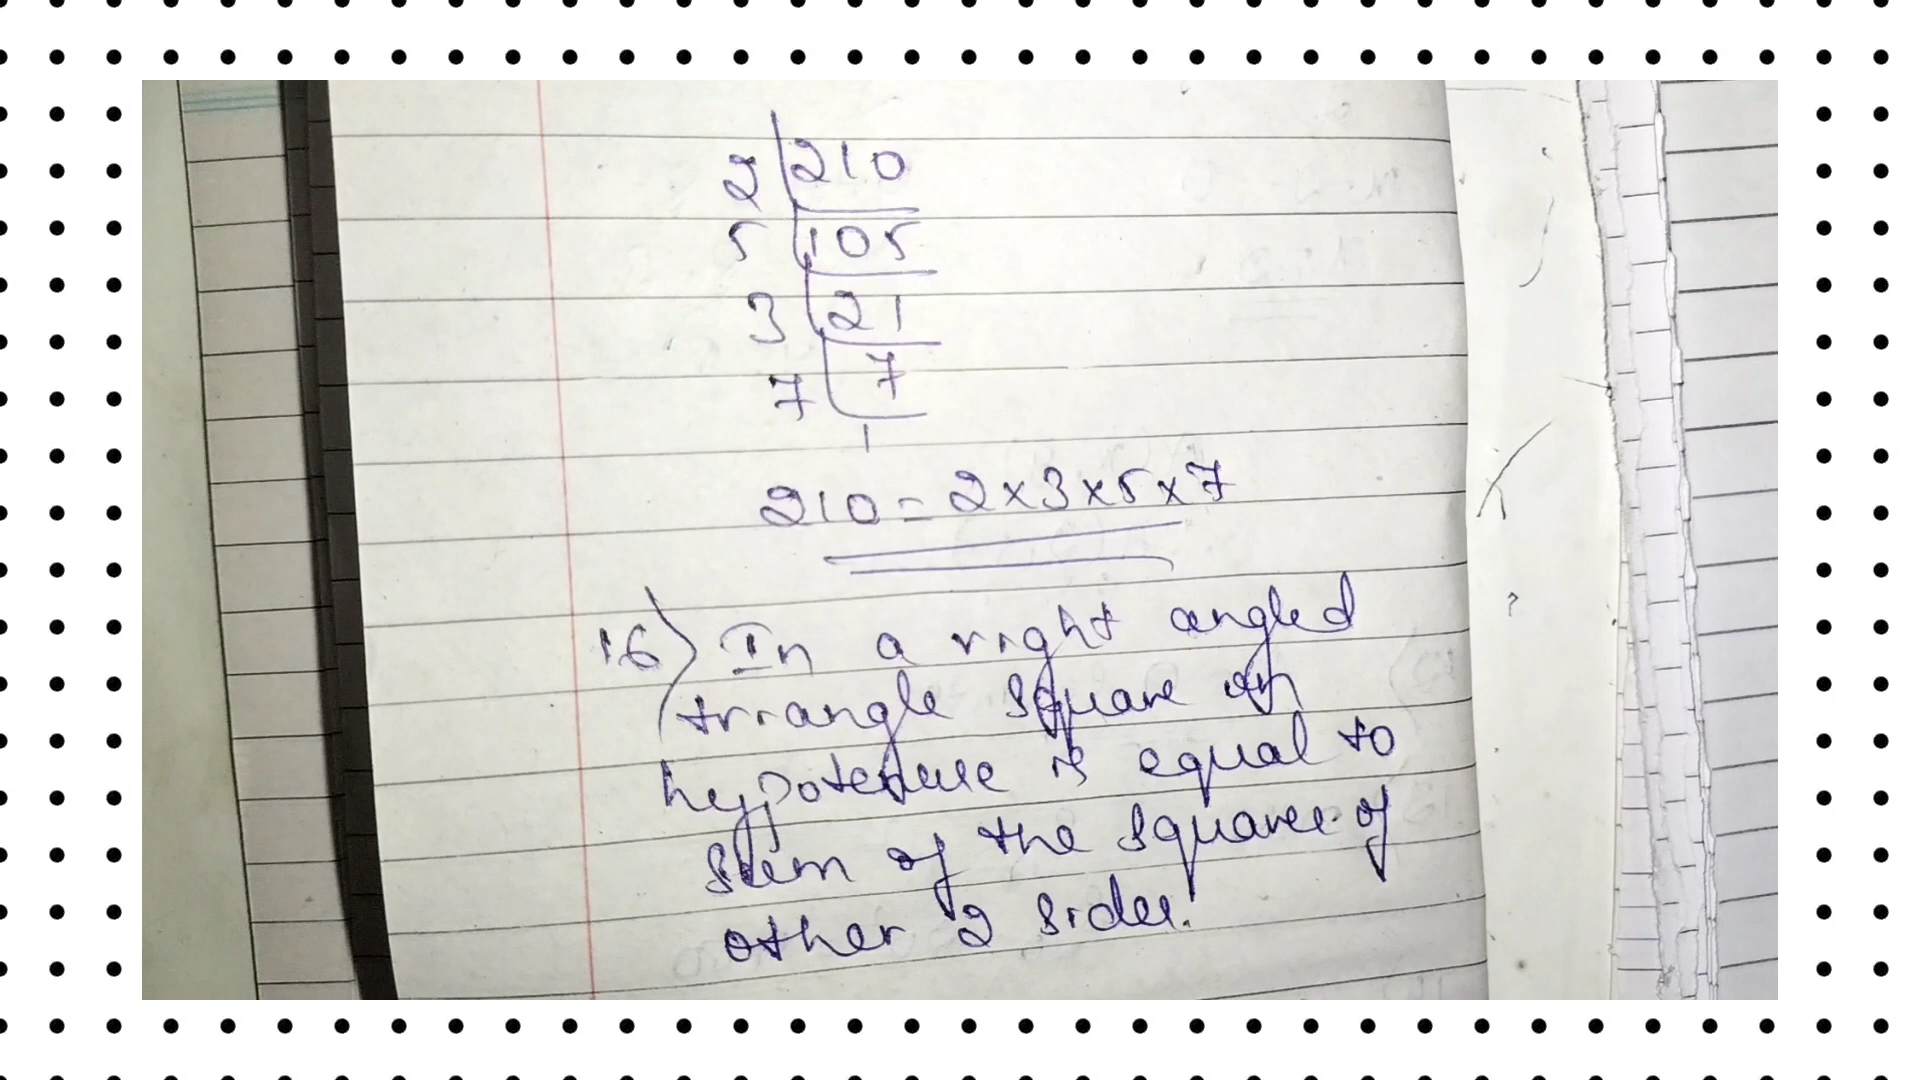 2 210
5 105
3 21
7 7
1
210 = 2×3×5×7
16) In a right angled
triangle square on
hypotenuse is equal to
sum of the squares of
other 2 sides.